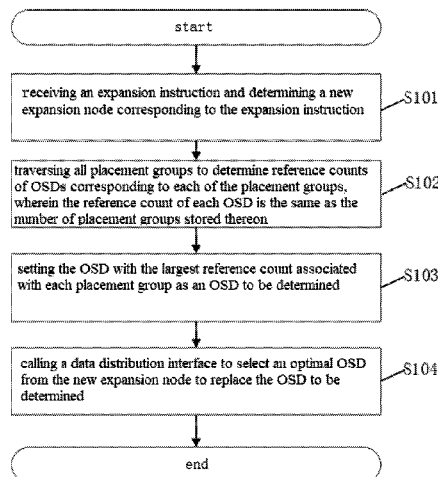 start
receiving an expansion instruction and determining a new
expansion node corresponding to the expansion instruction
S101
traversing all placement groups to determine reference counts
of OSDs corresponding to each of the placement groups,
wherein the reference count of each OSD is the same as the
number of placement groups stored thereon
S102
setting the OSD with the largest reference count associated
with each placement group as an OSD to be determined
S103
calling a data distribution interface to select an optimal OSD
from the new expansion node to replace the OSD to be
determined
S104
end